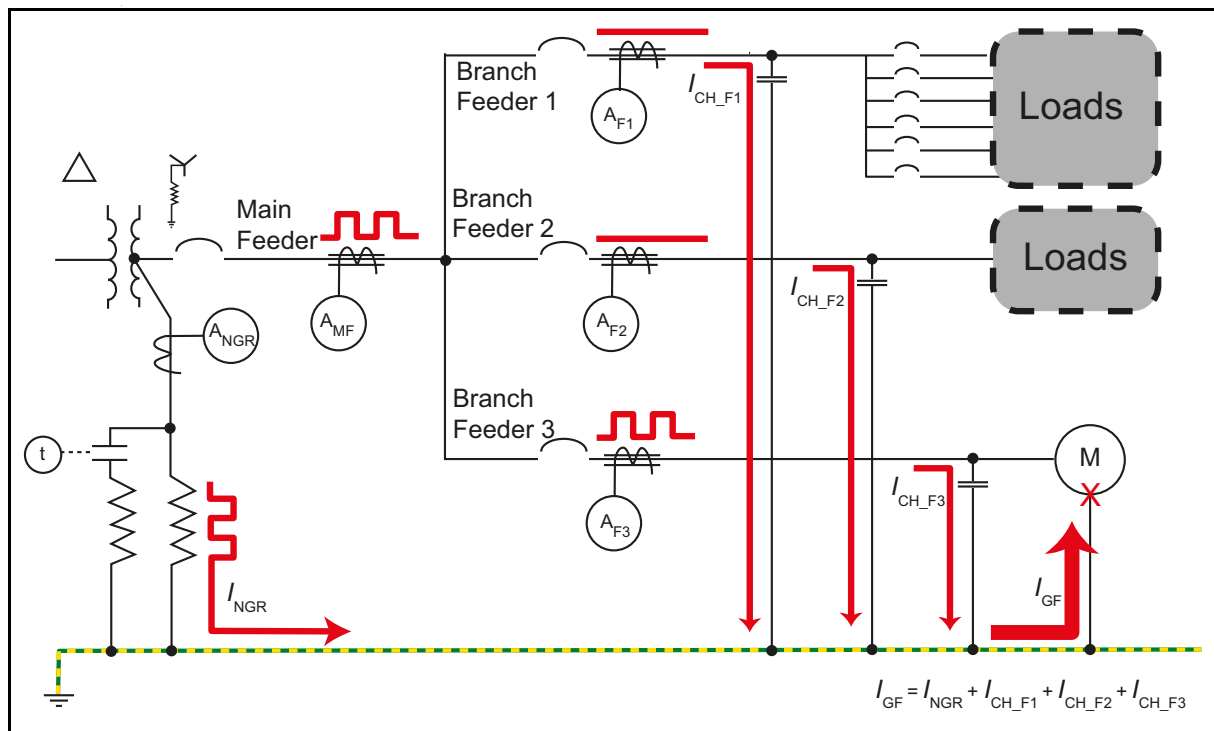 Branch
Feeder 1
A_F1
I_CH_F1
Loads
Main
Feeder
A_MF
Branch
Feeder 2
A_F2
I_CH_F2
Loads
A_NGR
t
I_NGR
Branch
Feeder 3
A_F3
I_CH_F3
M
X
I_GF
I_GF = I_NGR + I_CH_F1 + I_CH_F2 + I_CH_F3